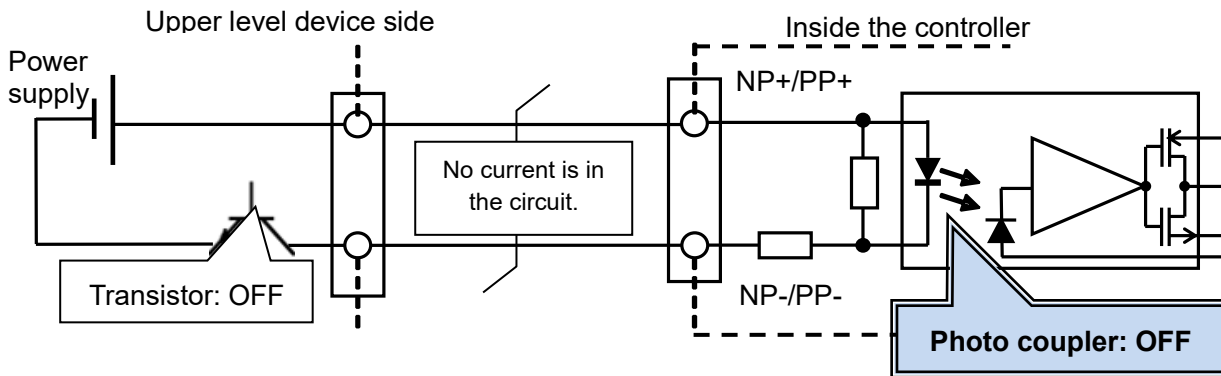 Upper level device side
Inside the controller
Power
supply
NP+/PP+
No current is in
the circuit.
Transistor: OFF
NP-/PP-
Photo coupler: OFF